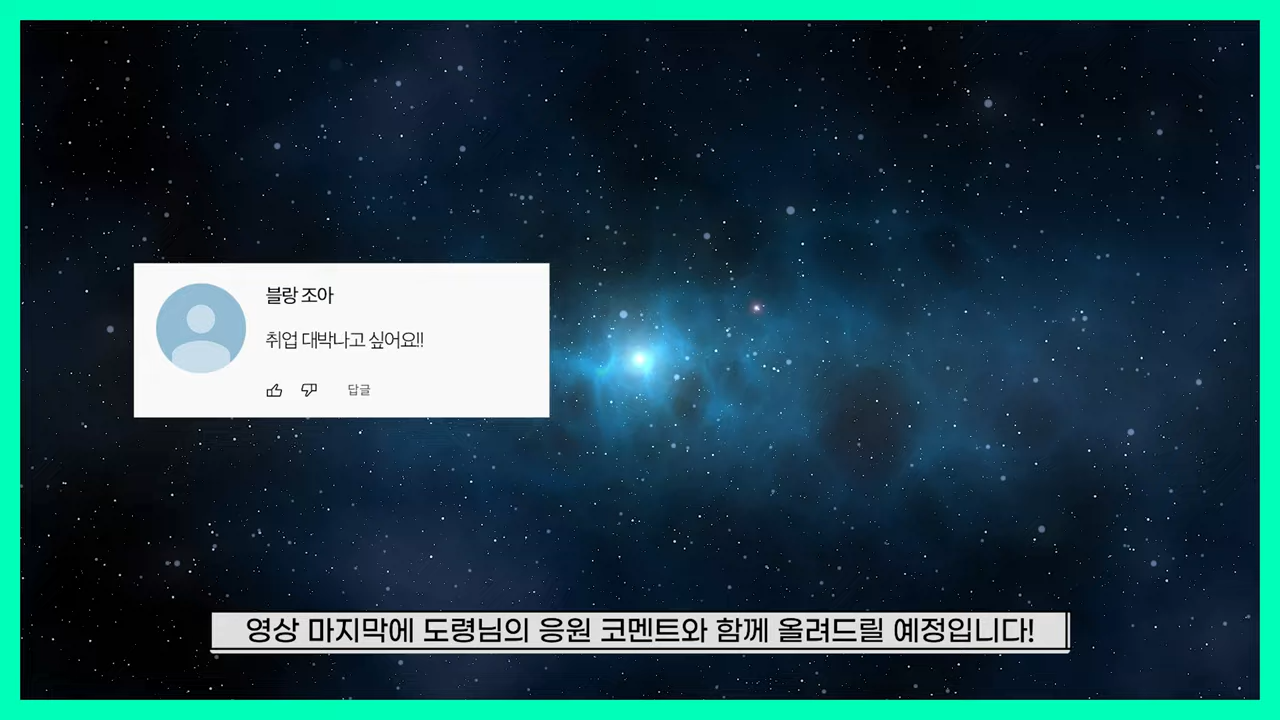 블랑 조아
취업 대박나고 싶어요!!
답글
영상 마지막에 도령님의 응원 코멘트와 함께 올려드릴 예정입니다!